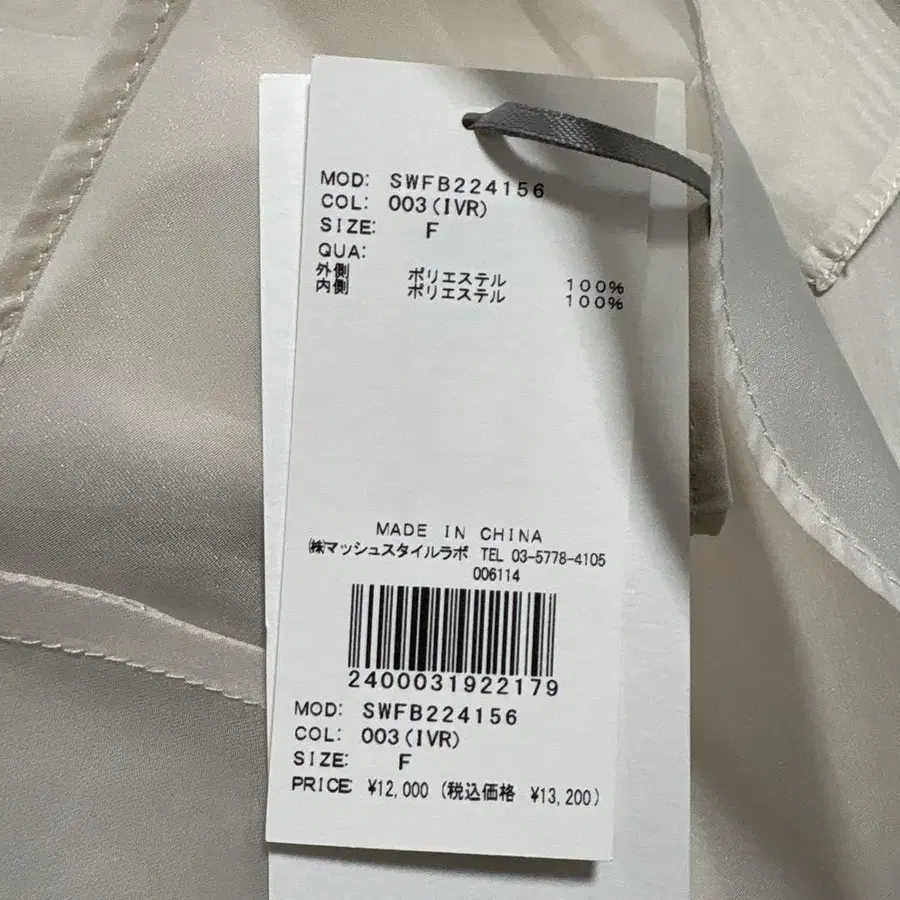 MOD: SWFB224156
COL: 003(IVR)
SIZE: F
QUA:
外側 ポリエステル 100%
内側 ポリエステル 100%
MADE IN CHINA
㈱マッシュスタイルラボ TEL 03-5778-4105
006114
2400031922179
MOD: SWFB224156
COL: 003(IVR)
SIZE: F
PRICE ¥12,000 (税込価格 ¥13,200)